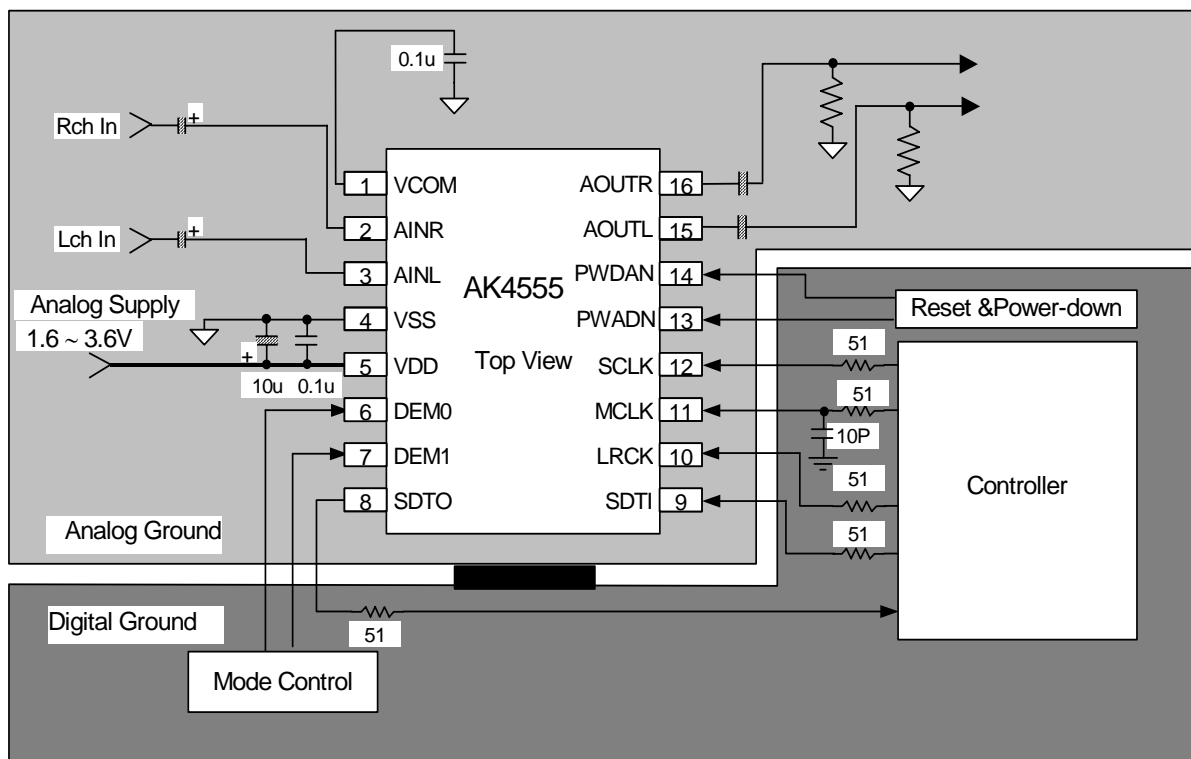 0.1u
+
Rch In
+
Lch In
Analog Supply
1.6 ~ 3.6V
+
10u
0.1u
1
VCOM
2
AINR
3
AINL
4
VSS
5
VDD
6
DEM0
7
DEM1
8
SDTO
AK4555
Top View
AOUTR
16
AOUTL
15
PWDAN
14
PWADN
13
SCLK
12
MCLK
11
LRCK
10
SDTI
9
Reset &Power-down
51
51
10P
51
51
Controller
Analog Ground
Digital Ground
51
Mode Control